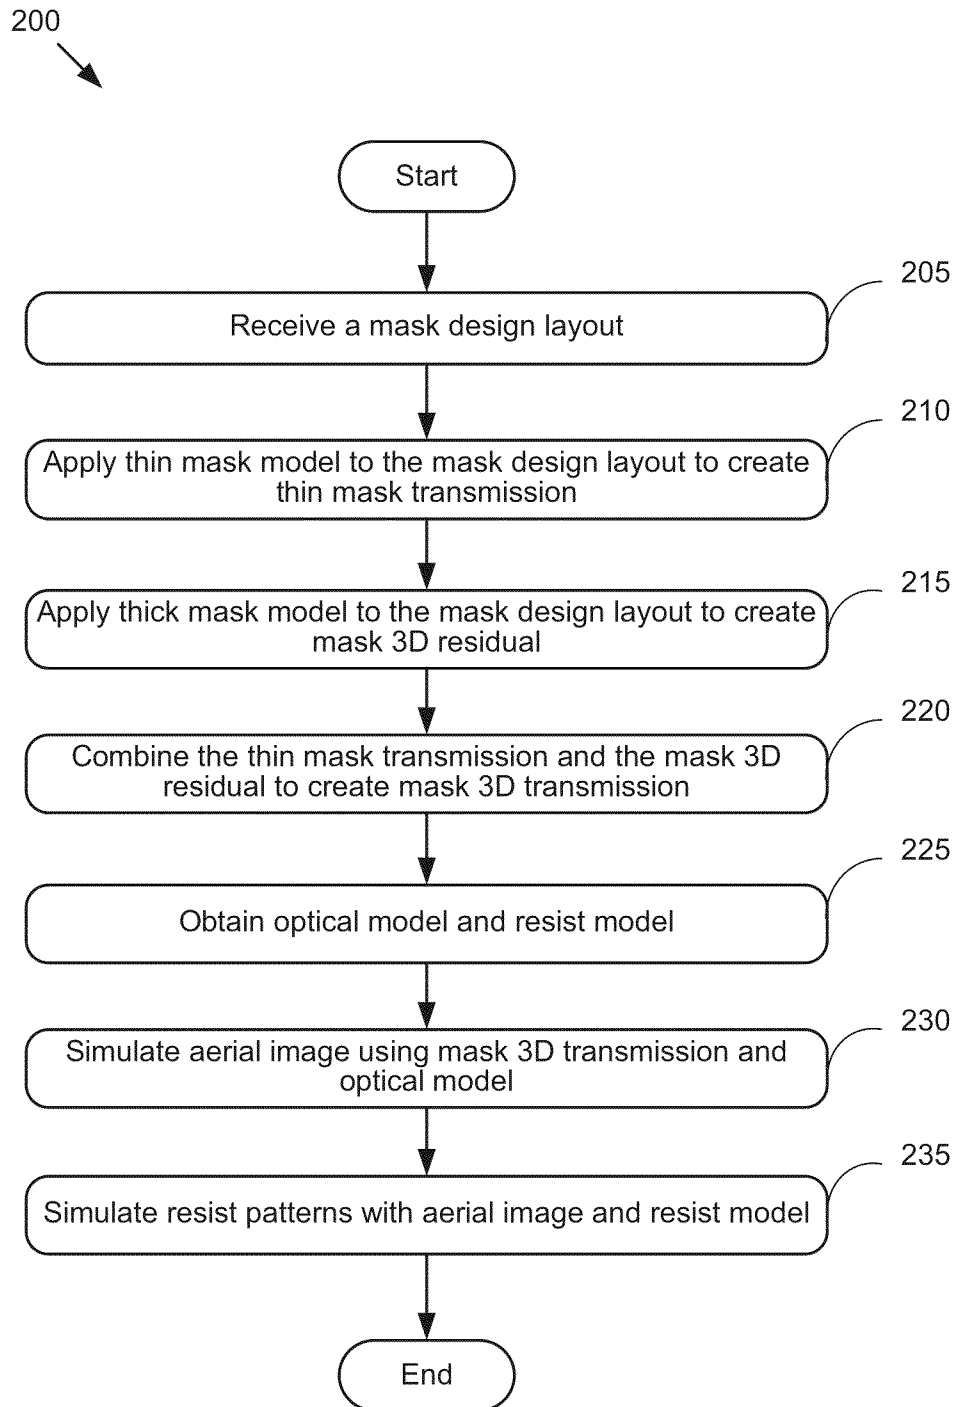 200
Start
205
Receive a mask design layout
210
Apply thin mask model to the mask design layout to create
thin mask transmission
215
Apply thick mask model to the mask design layout to create
mask 3D residual
220
Combine the thin mask transmission and the mask 3D
residual to create mask 3D transmission
225
Obtain optical model and resist model
230
Simulate aerial image using mask 3D transmission and
optical model
235
Simulate resist patterns with aerial image and resist model
End